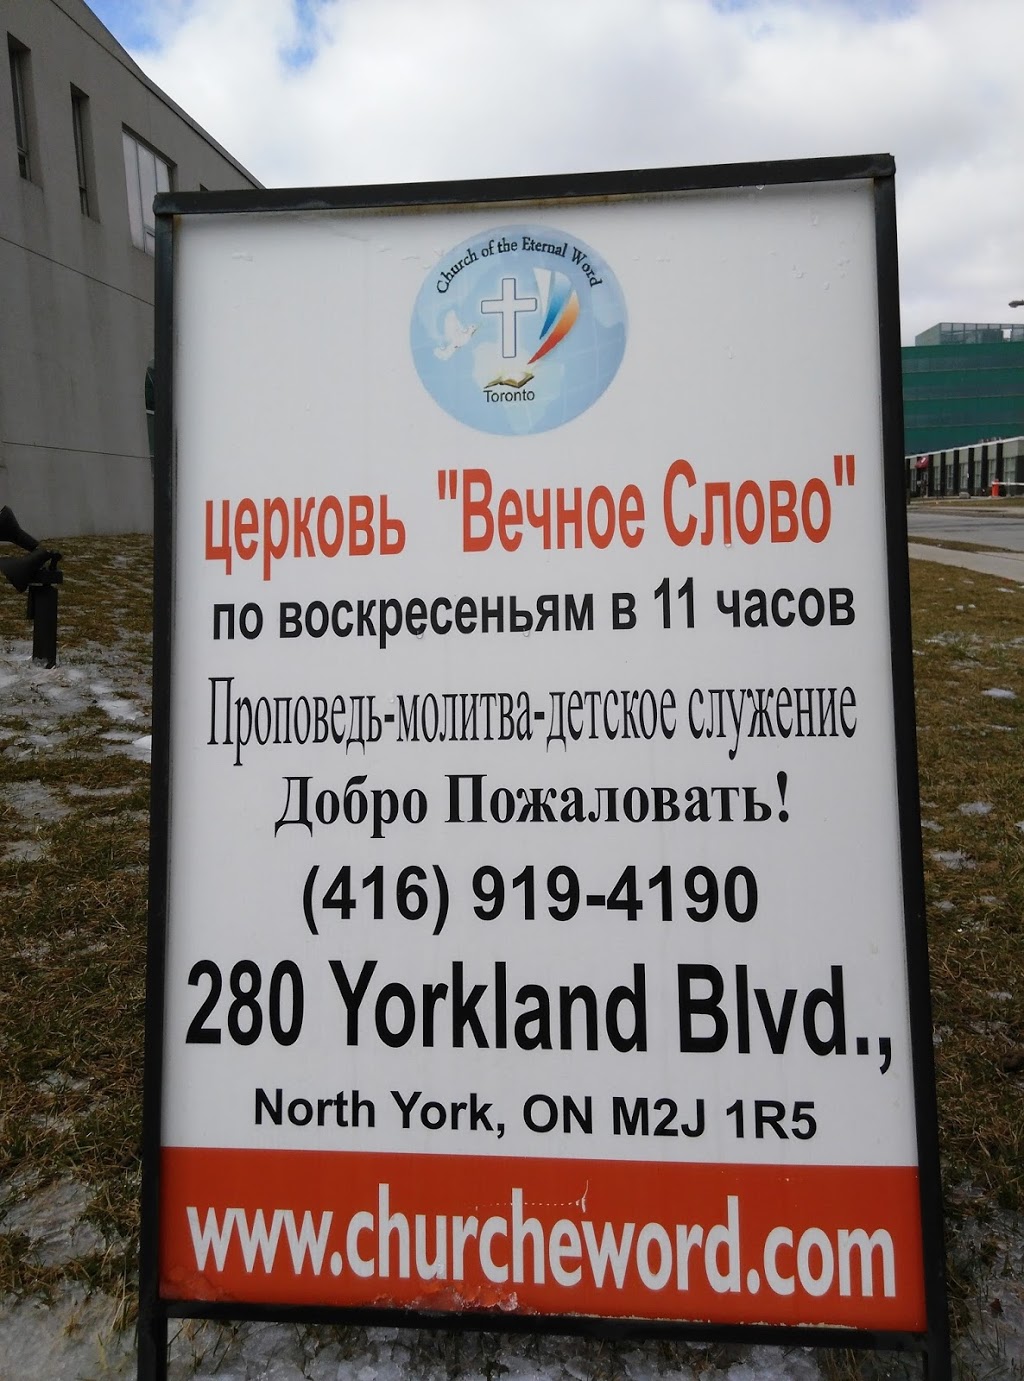 Church of the Eternal Word
Toronto
церковь "Вечное Слово"
по воскресеньям в 11 часов
Проповедь-молитва-детское служение
Добро Пожаловать!
(416) 919-4190
280 Yorkland Blvd.,
North York, ON M2J 1R5
www.churcheword.com